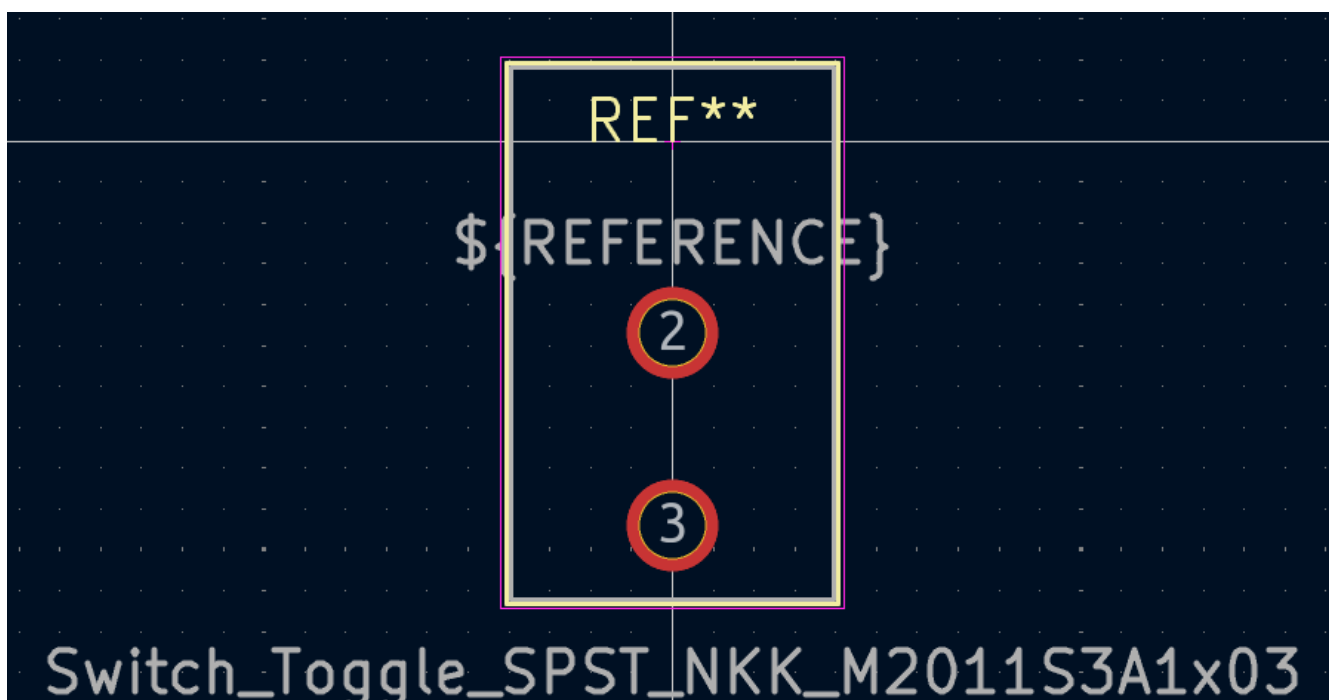 REF**
${REFERENCE}
2
3
Switch_Toggle_SPST_NKK_M2011S3A1x03